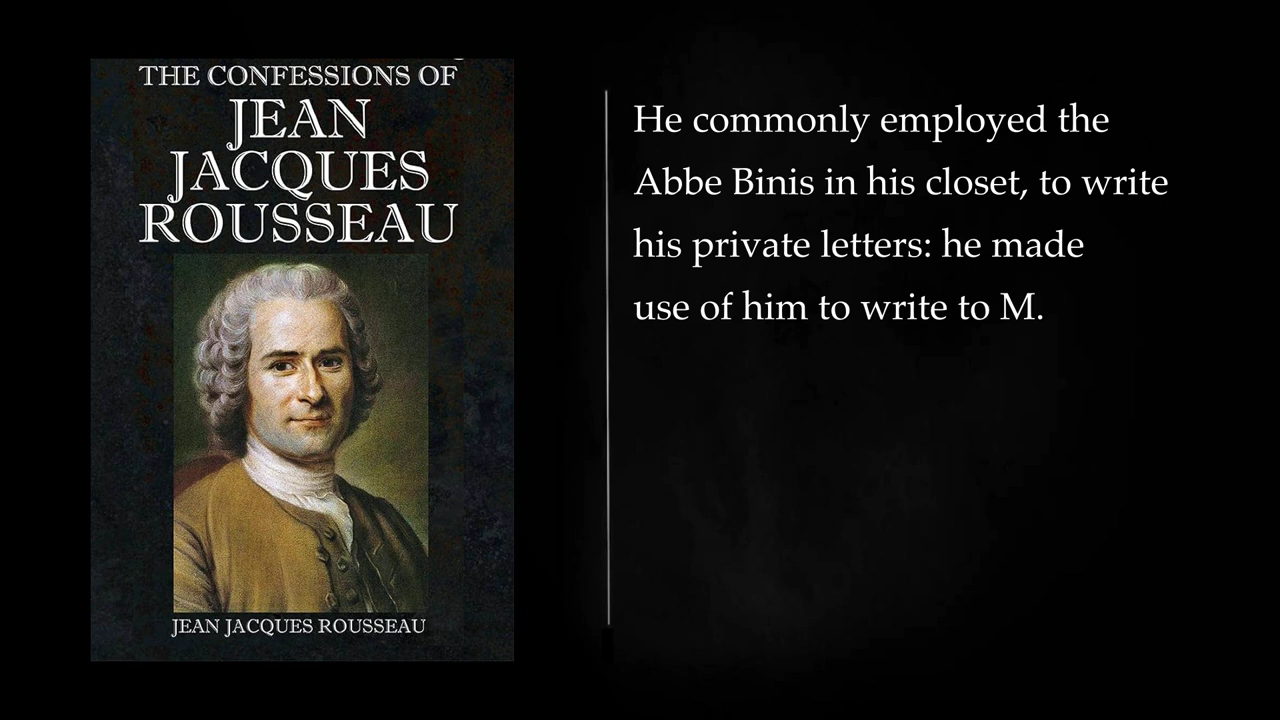 THE CONFESSIONS OF
JEAN
JACQUES
ROUSSEAU
JEAN JACQUES ROUSSEAU
He commonly employed the
Abbe Binis in his closet, to write
his private letters: he made
use of him to write to M.